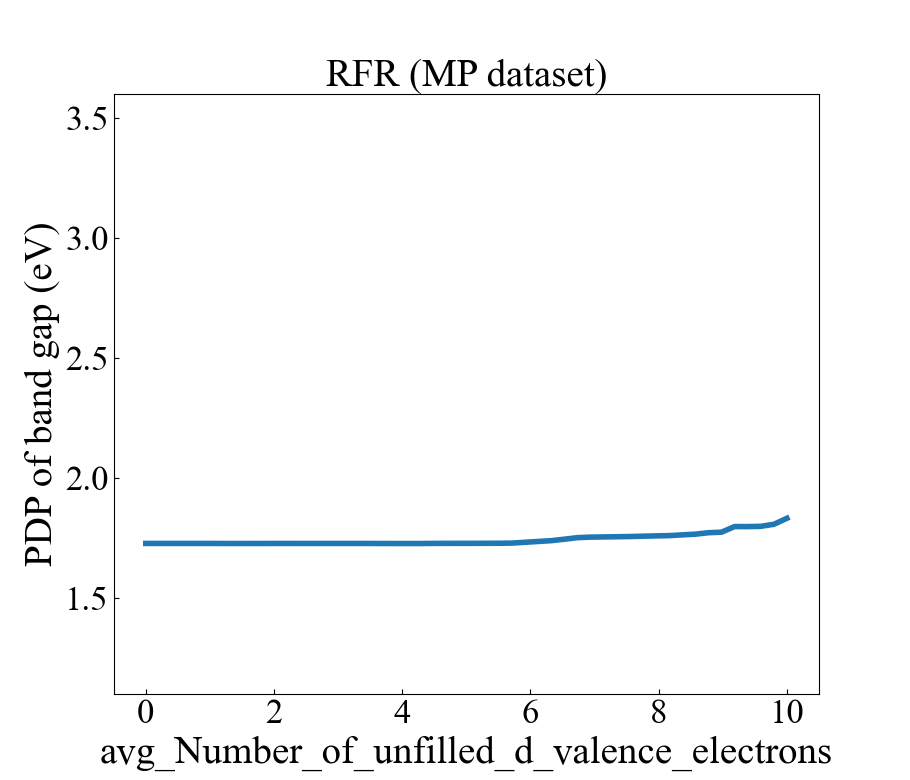 RFR (MP dataset)
PDP of band gap (eV)
3.5
3.0
2.5
2.0
1.5
0 2 4 6 8 10
avg_Number_of_unfilled_d_valence_electrons